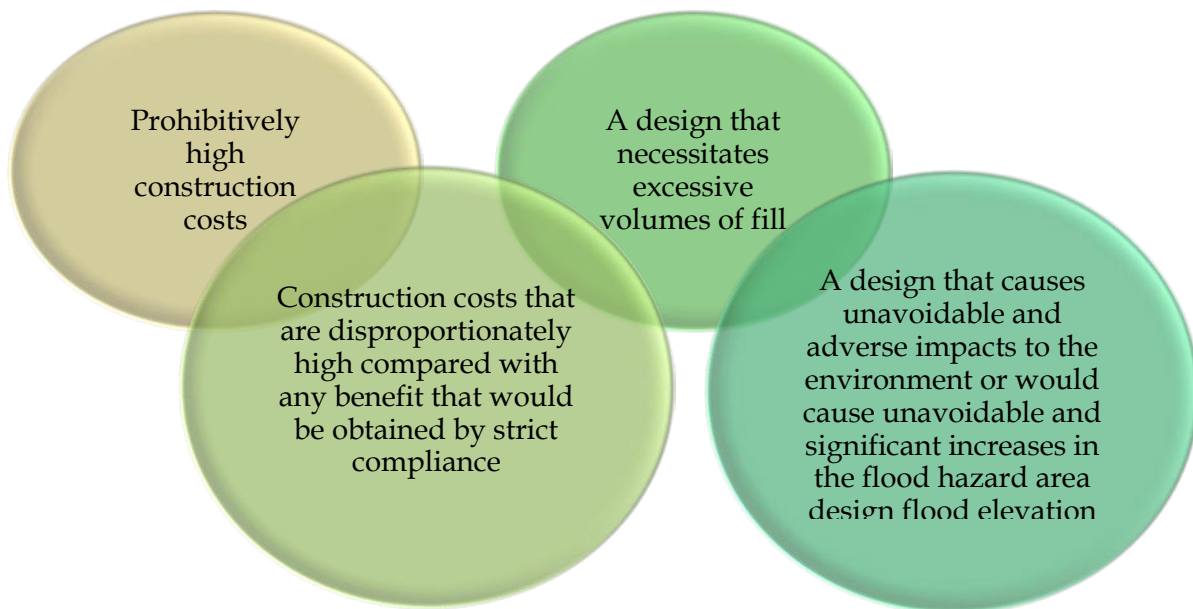 Prohibitively
high
construction
costs
A design that
necessitates
excessive
volumes of fill
Construction costs that
are disproportionately
high compared with
any benefit that would
be obtained by strict
compliance
A design that causes
unavoidable and
adverse impacts to the
environment or would
cause unavoidable and
significant increases in
the flood hazard area
design flood elevation